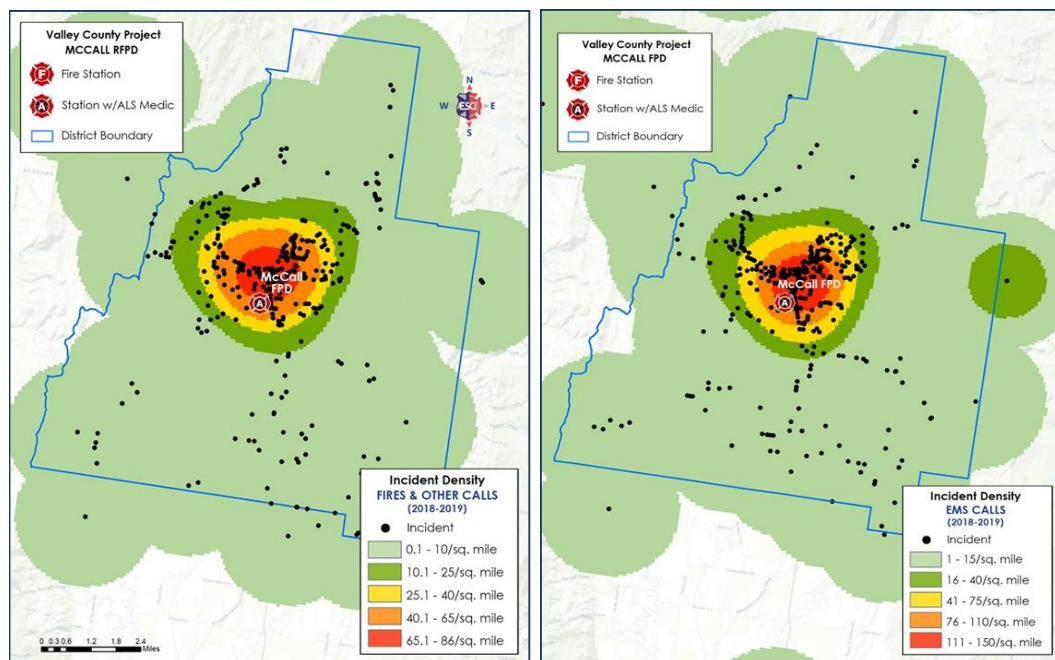 Valley County Project
MCCALL RFPD
F
Fire Station
A
Station w/ALS Medic
District Boundary
N
W
ESCI
E
S
McCall
FPD
A
Incident Density
FIRES & OTHER CALLS
(2018-2019)
Incident
0.1 - 10/sq. mile
10.1 - 25/sq. mile
25.1 - 40/sq. mile
40.1 - 65/sq. mile
65.1 - 86/sq. mile
0 0.3 0.6 1.2 1.8 2.4
Miles
Valley County Project
MCCALL FPD
F
Fire Station
A
Station w/ALS Medic
District Boundary
McCall FPD
A
Incident Density
EMS CALLS
(2018-2019)
Incident
1 - 15/sq. mile
16 - 40/sq. mile
41 - 75/sq. mile
76 - 110/sq. mile
111 - 150/sq. mile